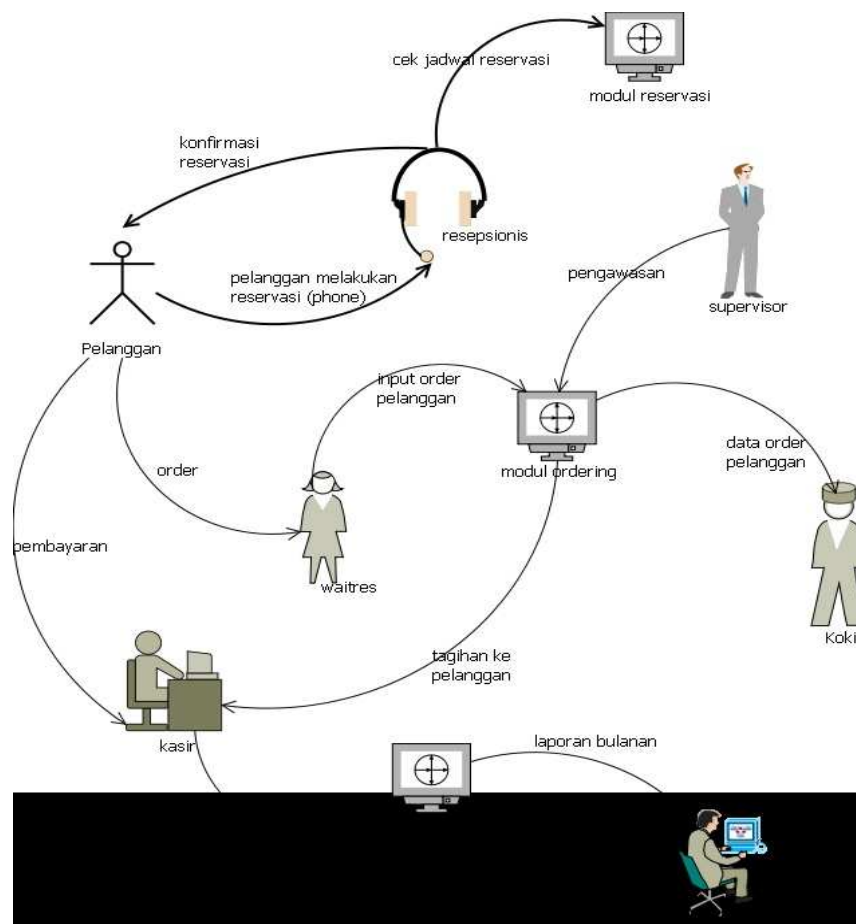 cek jadwal reservasi
modul reservasi
konfirmasi
reservasi
resepsionis
pelanggan melakukan
reservasi (phone)
pengawasan
supervisor
Pelanggan
input order
pelanggan
modul ordering
data order
pelanggan
order
waitres
pembayaran
Koki
tagihan ke
pelanggan
kasir
laporan bulanan